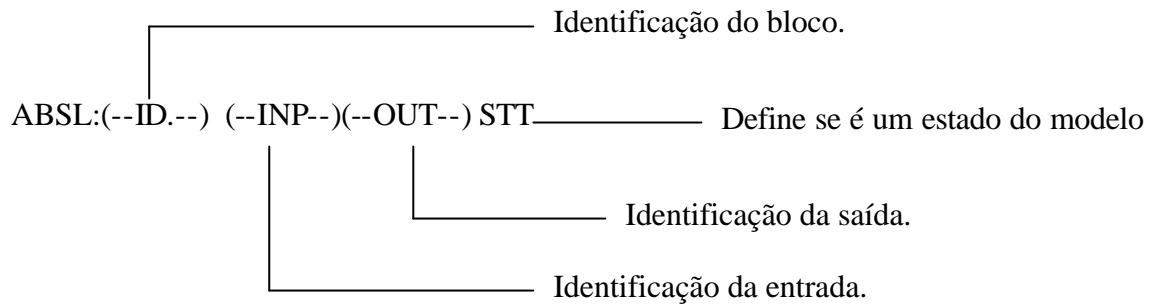 Identificação do bloco.
ABSL:(--ID.--) (--INP--)(--OUT--) STT
Define se é um estado do modelo
Identificação da saída.
Identificação da entrada.